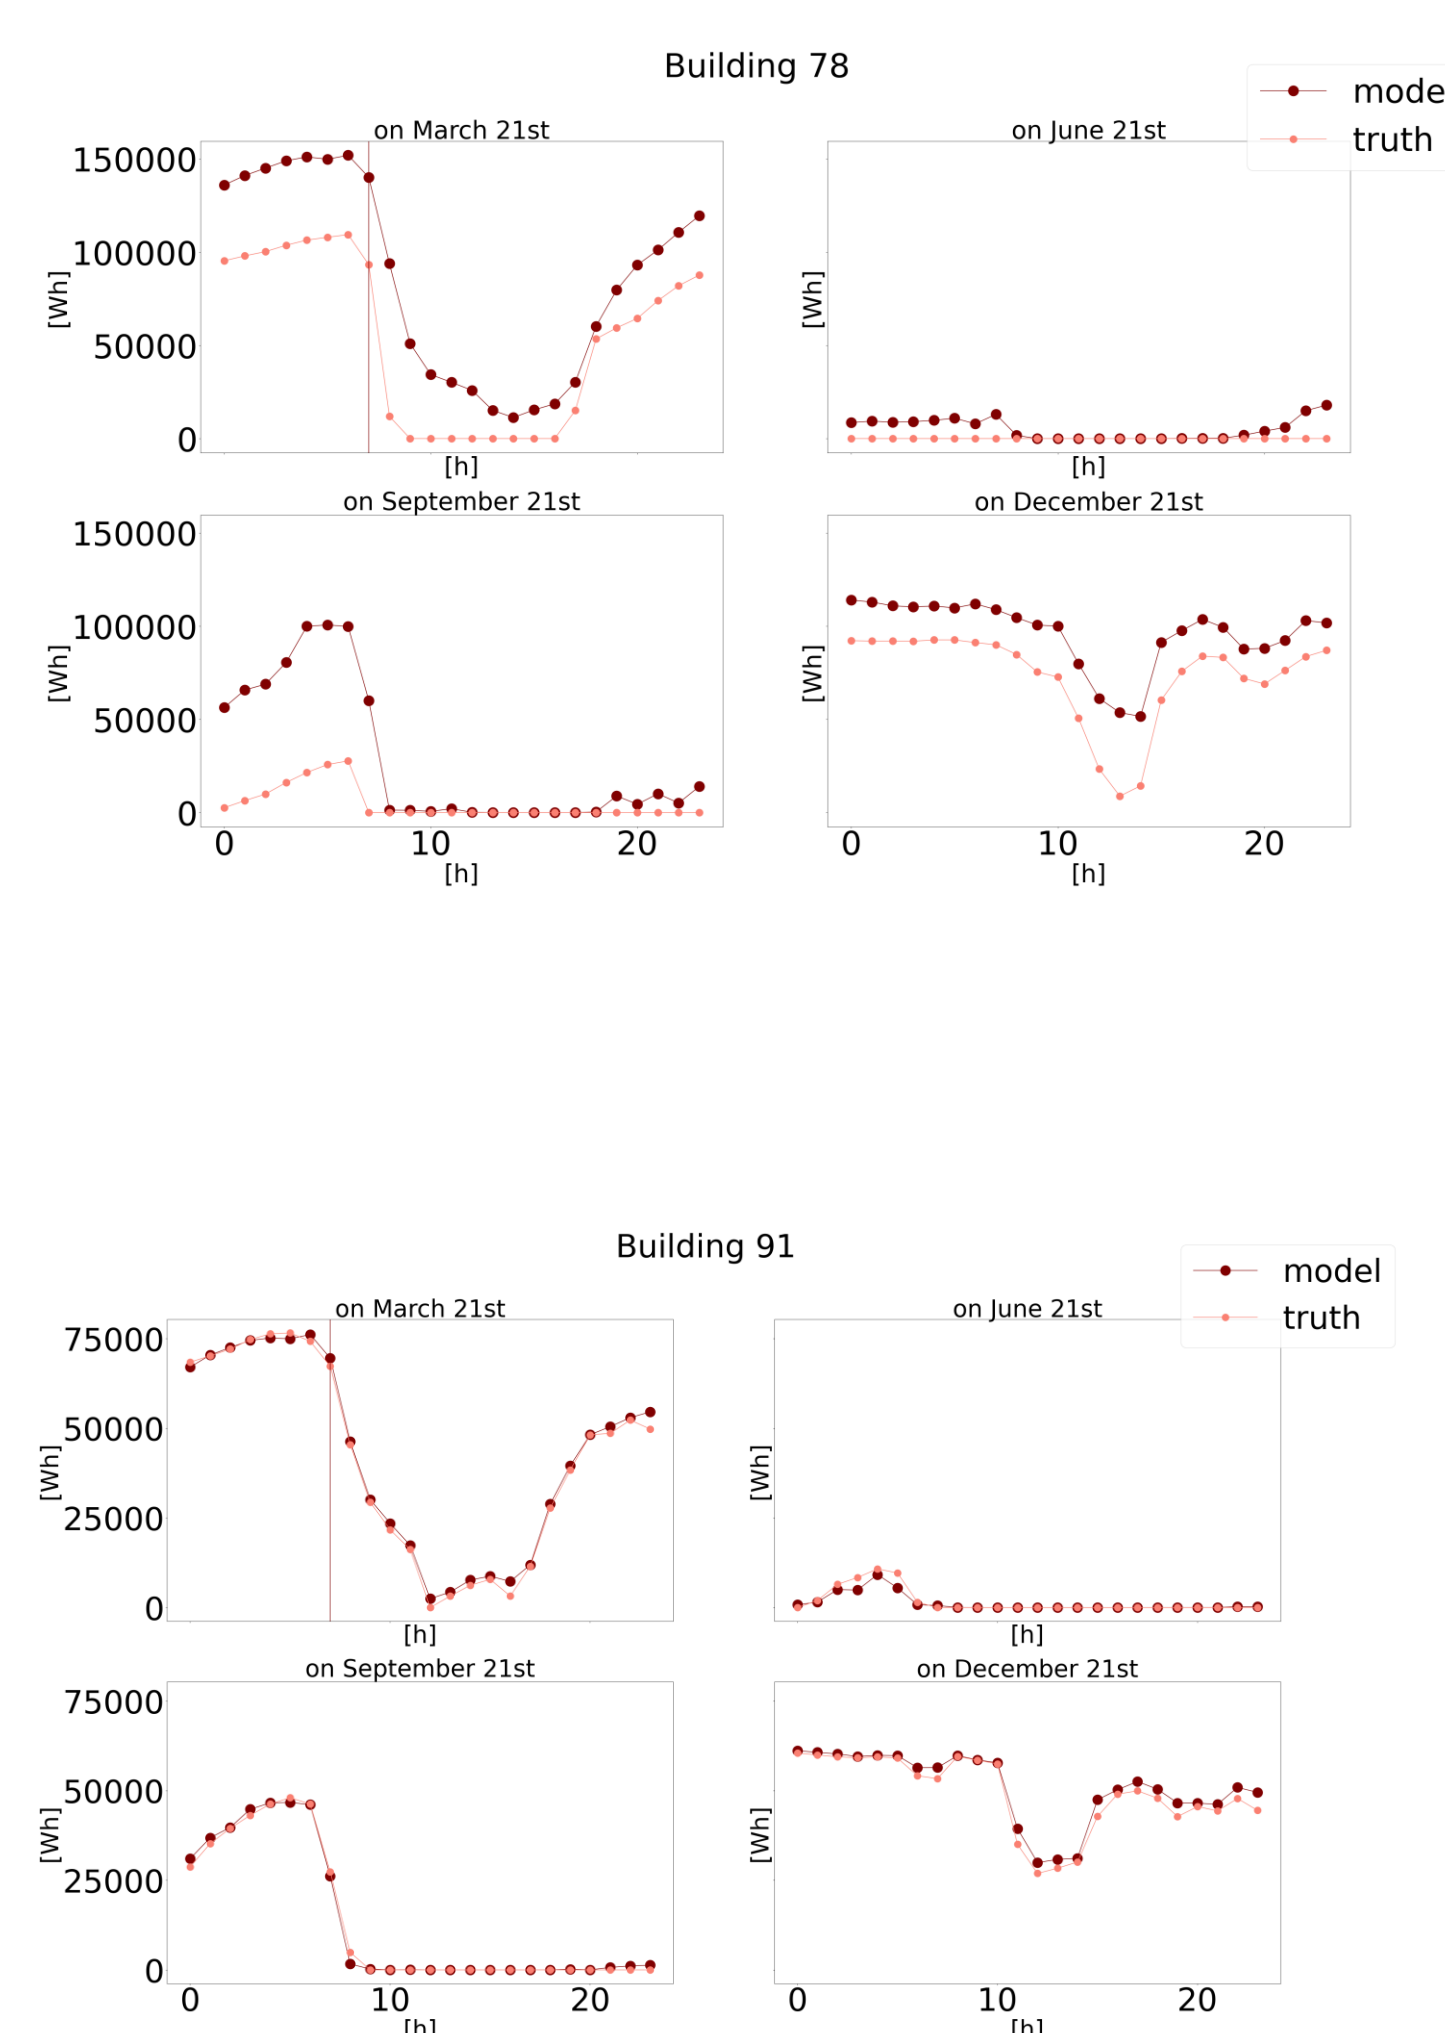 Building 78
mode
truth
on March 21st
on June 21st
150000
100000
50000
0
[Wh]
[Wh]
[h]
[h]
on September 21st
on December 21st
150000
100000
50000
0
[Wh]
[Wh]
0 10 20
0 10 20
[h]
[h]
Building 91
model
truth
on March 21st
on June 21st
75000
50000
25000
0
[Wh]
[Wh]
[h]
[h]
on September 21st
on December 21st
75000
50000
25000
0
[Wh]
[Wh]
0 10 20
0 10 20
[h]
[h]